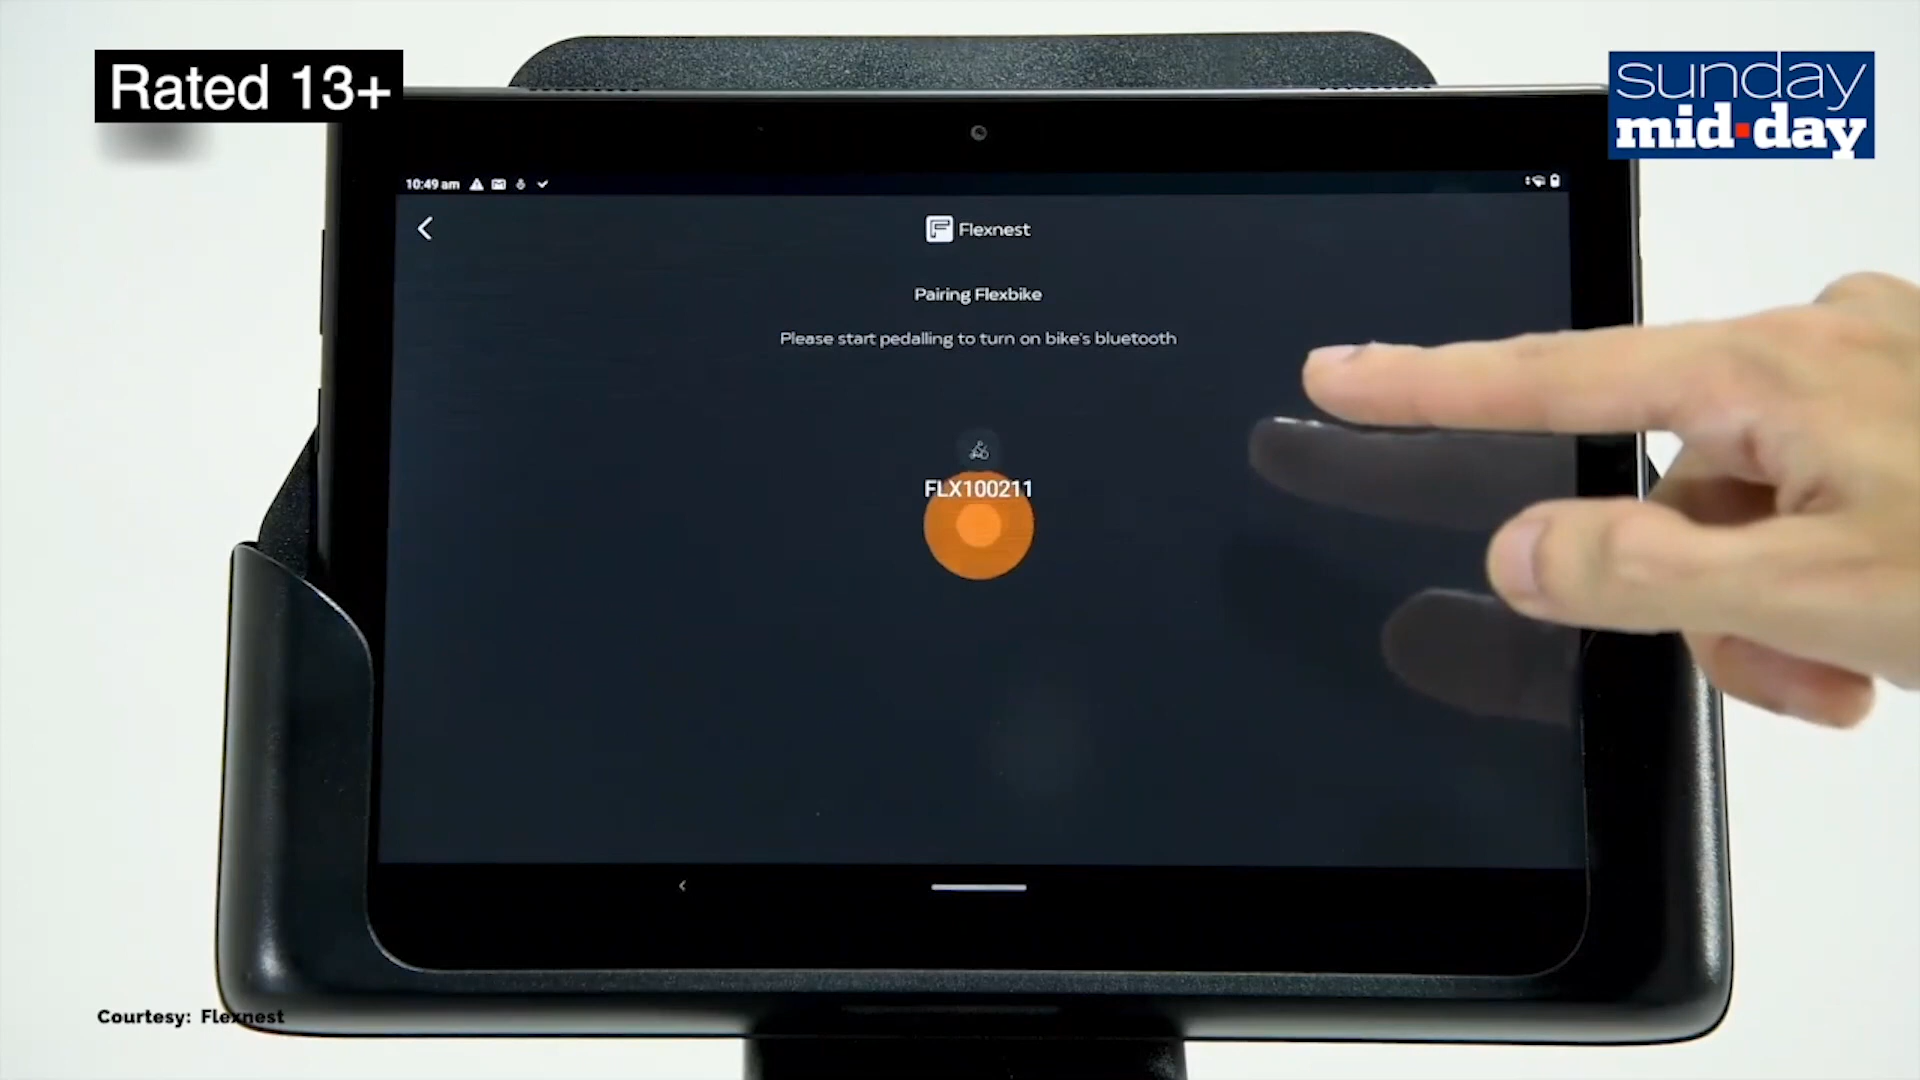 Rated 13+
sunday
mid-day
10:49 am
Flexnest
Pairing Flexbike
Please start pedalling to turn on bike's bluetooth
FLX100211
Courtesy: Flexnest